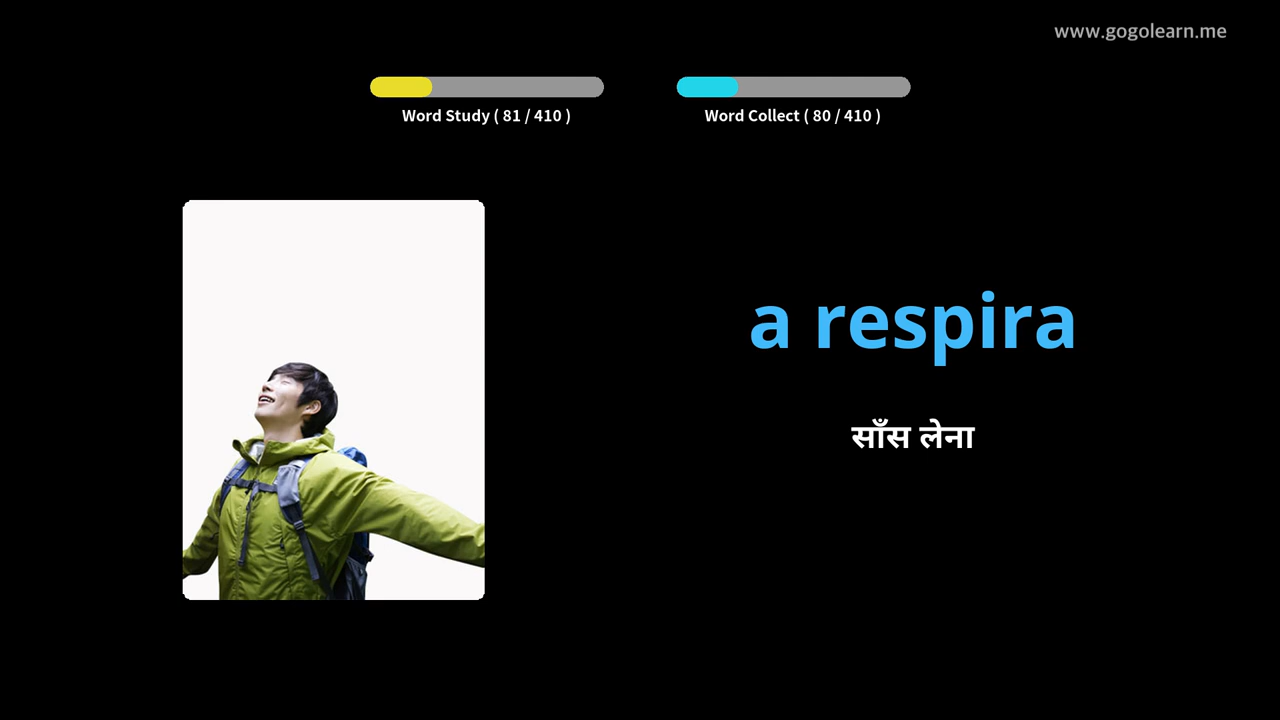 www.gogolearn.me
Word Study ( 81 / 410 )
Word Collect ( 80 / 410 )
a respira
साँस लेना